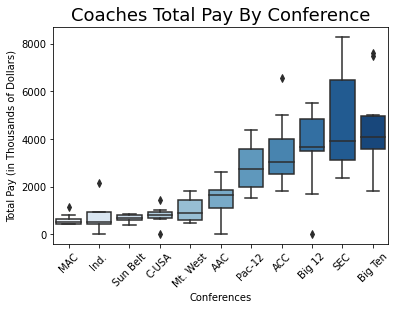 Coaches Total Pay By Conference
Total Pay (in Thousands of Dollars)
8000
6000
4000
2000
0
MAC
Ind.
Sun Belt
C-USA
Mt. West
AAC
Pac-12
ACC
Big 12
SEC
Big Ten
Conferences